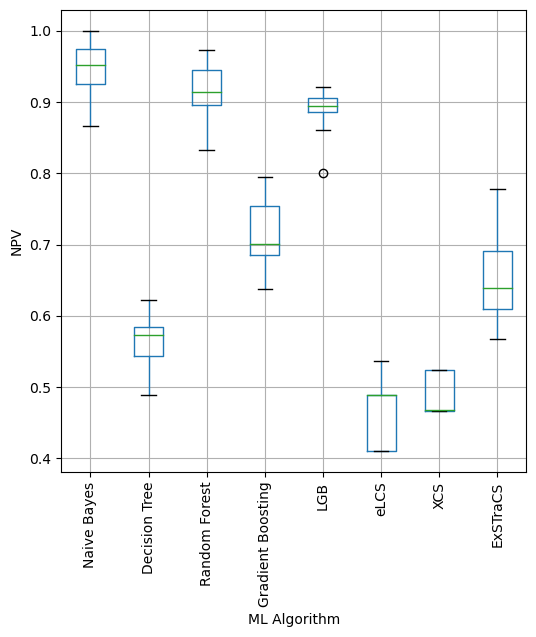 1.0
0.9
0.8
0.7
0.6
0.5
0.4
NPV
Naive Bayes
Decision Tree
Random Forest
Gradient Boosting
LGB
eLCS
XCS
ExSTraCS
ML Algorithm